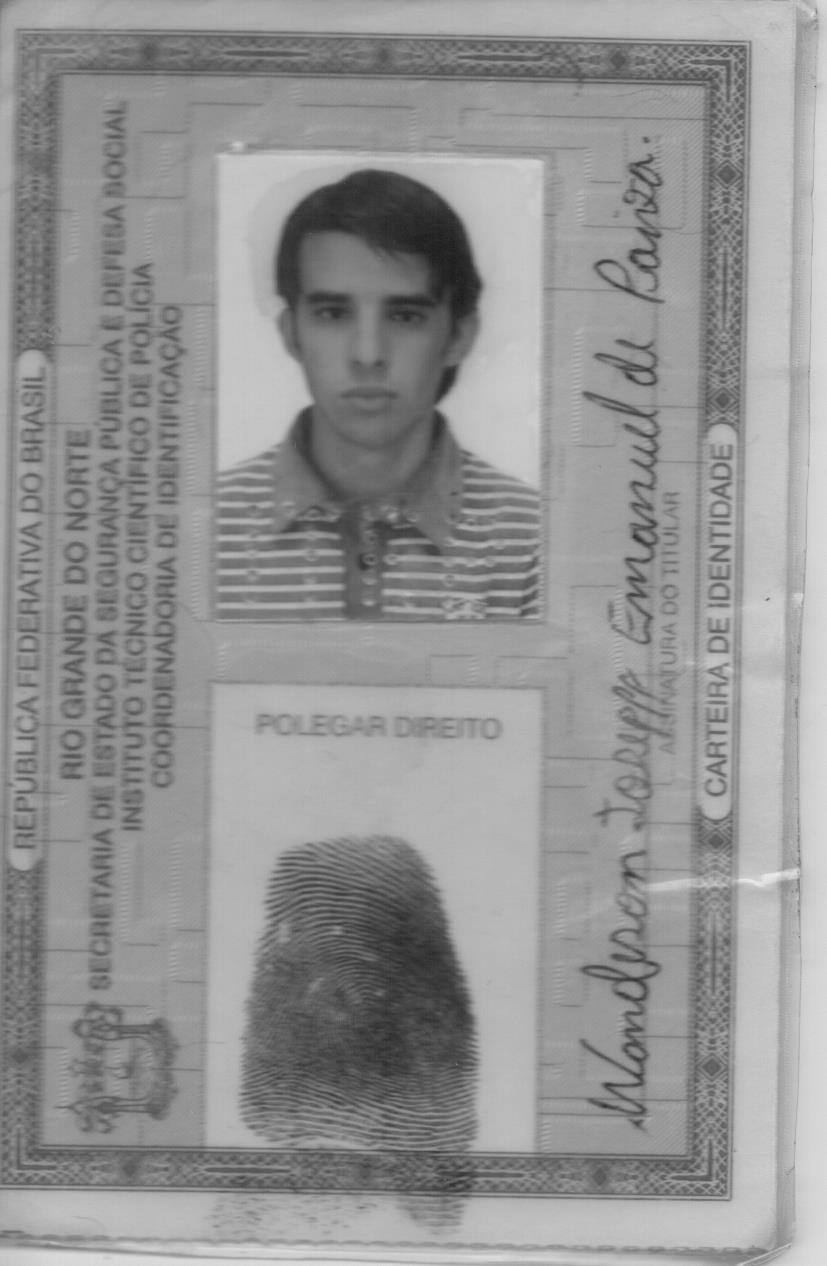 REPÚBLICA FEDERATIVA DO BRASIL
RIO GRANDE DO NORTE
SECRETARIA DE ESTADO DA SEGURANÇA PÚBLICA E DEFESA SOCIAL
INSTITUTO TÉCNICO CIENTÍFICO DE POLÍCIA
COORDENADORIA DE IDENTIFICAÇÃO
POLEGAR DIREITO
Wanderson Joseph Emanuel de Paiva.
ASSINATURA DO TITULAR
CARTEIRA DE IDENTIDADE